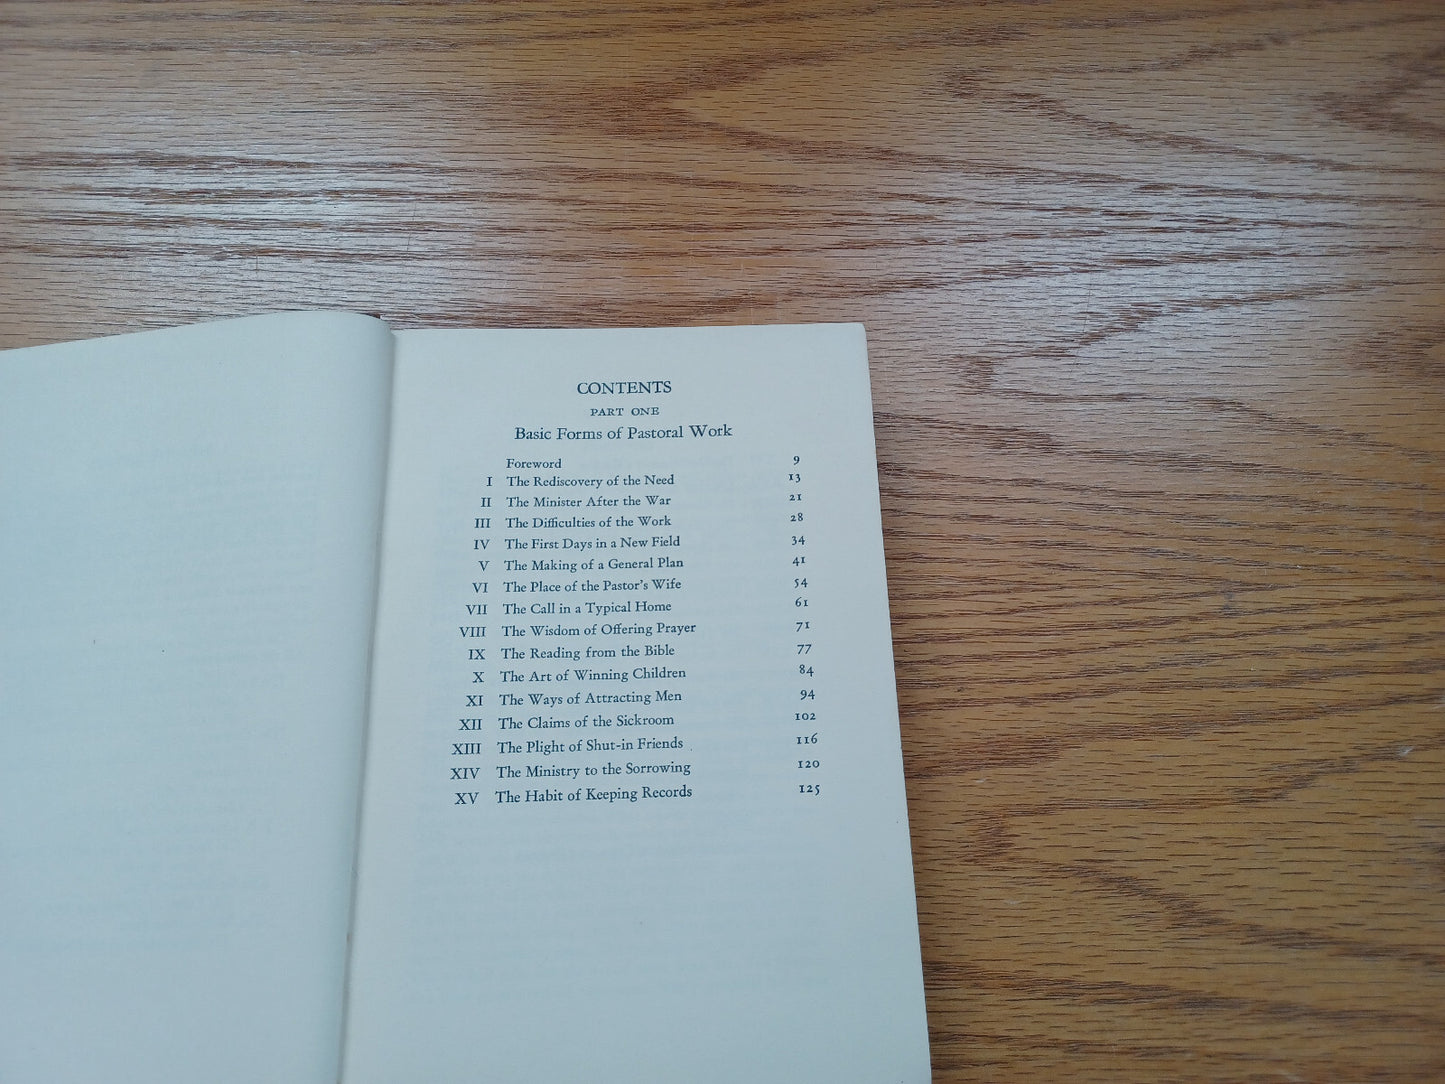 CONTENTS
PART ONE
Basic Forms of Pastoral Work
Foreword 9
I The Rediscovery of the Need 13
II The Minister After the War 21
III The Difficulties of the Work 28
IV The First Days in a New Field 34
V The Making of a General Plan 41
VI The Place of the Pastor's Wife 54
VII The Call in a Typical Home 61
VIII The Wisdom of Offering Prayer 71
IX The Reading from the Bible 77
X The Art of Winning Children 84
XI The Ways of Attracting Men 94
XII The Claims of the Sickroom 102
XIII The Plight of Shut-in Friends 116
XIV The Ministry to the Sorrowing 120
XV The Habit of Keeping Records 125